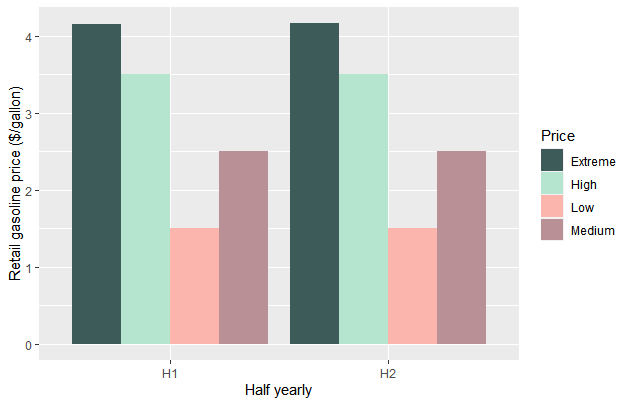 Retail gasoline price ($/gallon)
4
3
2
1
0
H1
H2
Half yearly
Price
Extreme
High
Low
Medium